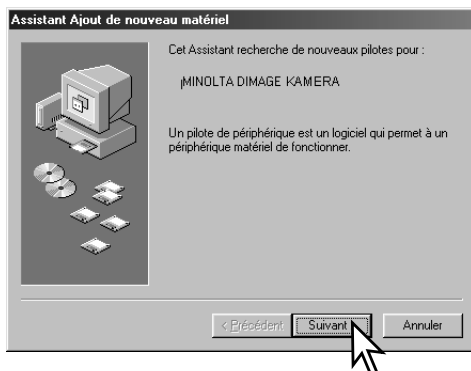 Assistant Ajout de nouveau matériel
Cet Assistant recherche de nouveaux pilotes pour :
MINOLTA DIMAGE KAMERA
Un pilote de périphérique est un logiciel qui permet à un
périphérique matériel de fonctionner.
< Précédent
Suivant
Annuler